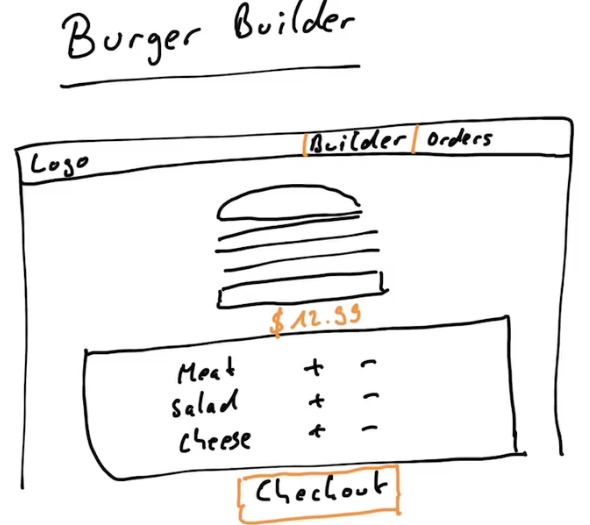 Burger Builder
Logo Builder Orders
$12.99
Meat + -
Salad + -
Cheese + -
Checkout